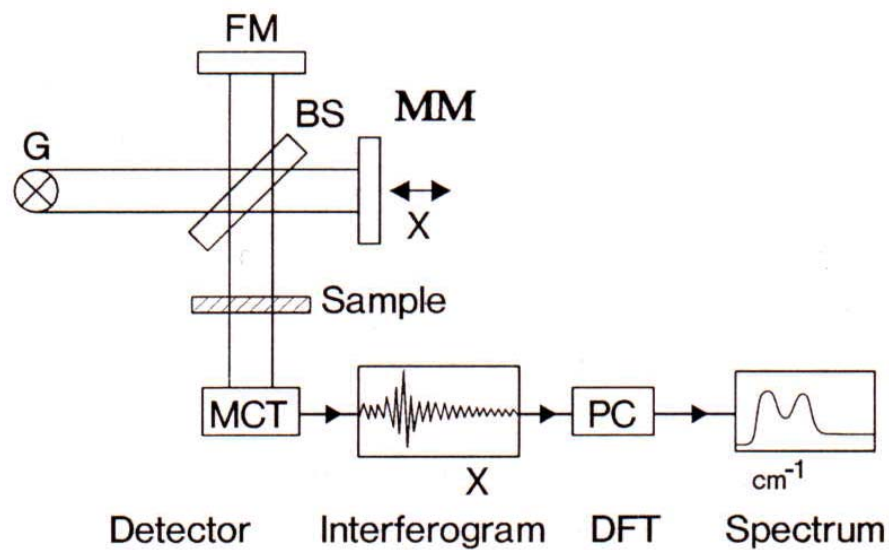 FM
BS
MM
G
X
Sample
MCT
PC
X
cm-1
Detector Interferogram DFT Spectrum